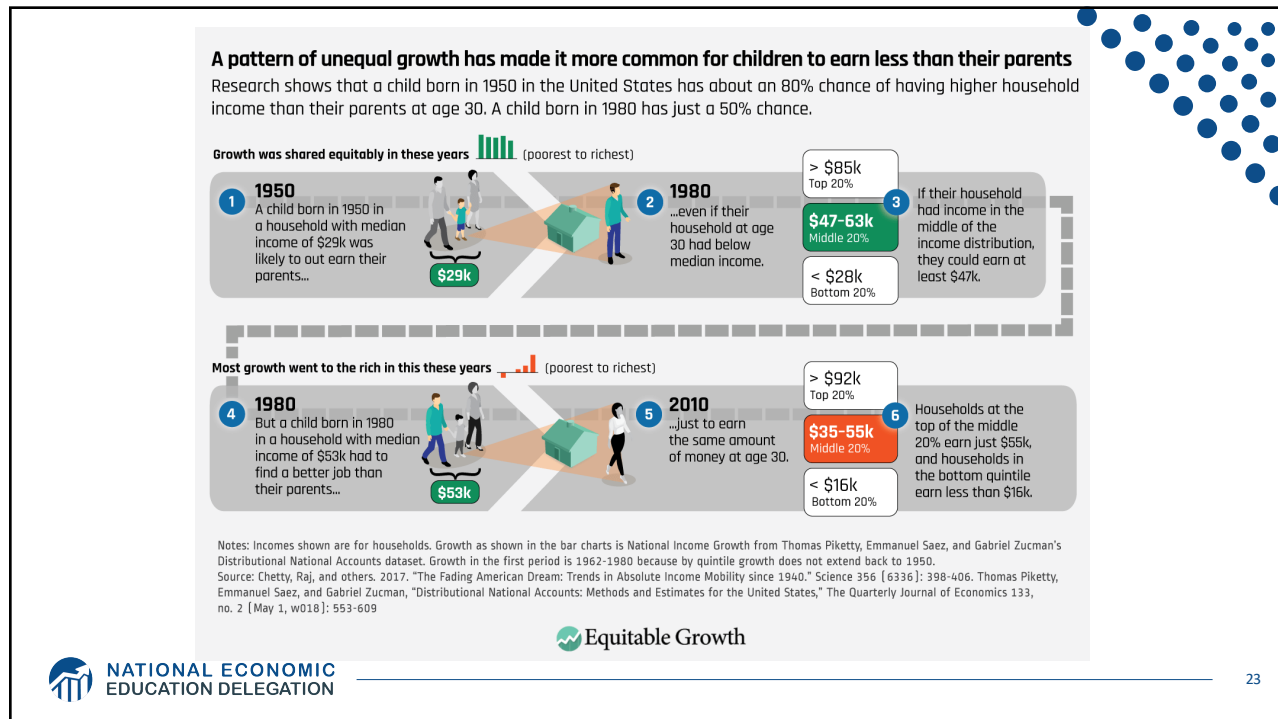 A pattern of unequal growth has made it more common for children to earn less than their parents
Research shows that a child born in 1950 in the United States has about an 80% chance of having higher household
income than their parents at age 30. A child born in 1980 has just a 50% chance.
Growth was shared equitably in these years (poorest to richest)
1
1950
A child born in 1950 in
a household with median
income of $29k was
likely to out earn their
parents...
$29k
2
1980
...even if their
household at age
30 had below
median income.
> $85k
Top 20%
$47-63k
Middle 20%
< $28k
Bottom 20%
3
If their household
had income in the
middle of the
income distribution,
they could earn at
least $47k.
Most growth went to the rich in this these years (poorest to richest)
4
1980
But a child born in 1980
in a household with median
income of $53k had to
find a better job than
their parents...
$53k
5
2010
...just to earn
the same amount
of money at age 30.
> $92k
Top 20%
$35-55k
Middle 20%
< $16k
Bottom 20%
6
Households at the
top of the middle
20% earn just $55k,
and households in
the bottom quintile
earn less than $16k.
Notes: Incomes shown are for households. Growth as shown in the bar charts is National Income Growth from Thomas Piketty, Emmanuel Saez, and Gabriel Zucman's
Distributional National Accounts dataset. Growth in the first period is 1962-1980 because by quintile growth does not extend back to 1950.
Source: Chetty, Raj, and others. 2017. "The Fading American Dream: Trends in Absolute Income Mobility since 1940." Science 356 (6336): 398-406. Thomas Piketty,
Emmanuel Saez, and Gabriel Zucman, "Distributional National Accounts: Methods and Estimates for the United States," The Quarterly Journal of Economics 133,
no. 2 (May 1, w018): 553-609
Equitable Growth
NATIONAL ECONOMIC
EDUCATION DELEGATION
23